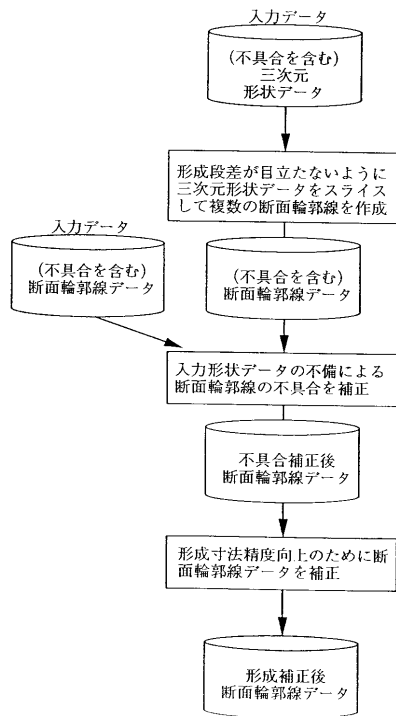 入力データ
(不具合を含む)
三次元
形状データ
形成段差が目立たないように
三次元形状データをスライス
して複数の断面輪郭線を作成
入力データ
(不具合を含む)
断面輪郭線データ
(不具合を含む)
断面輪郭線データ
入力形状データの不備による
断面輪郭線の不具合を補正
不具合補正後
断面輪郭線データ
形成寸法精度向上のために断
面輪郭線データを補正
形成補正後
断面輪郭線データ